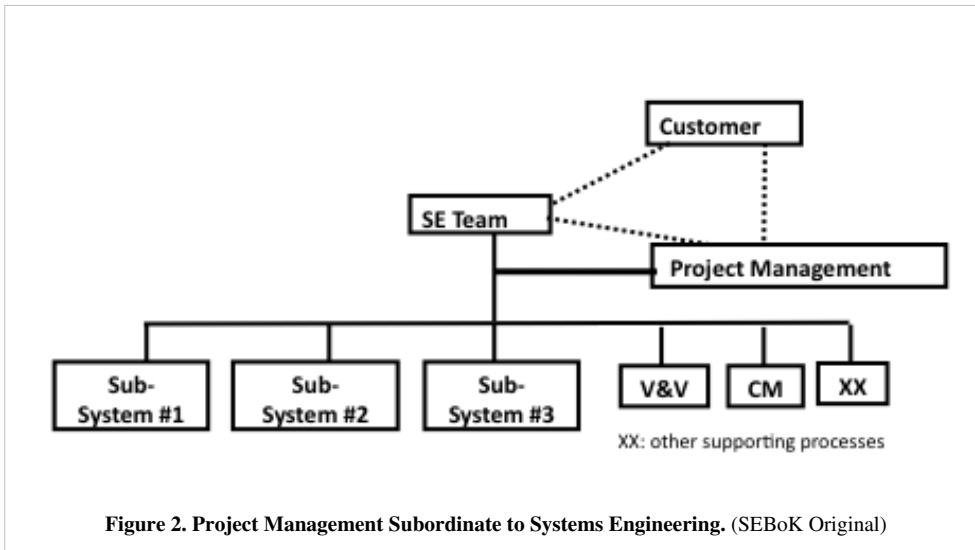 Customer
SE Team
Project Management
Sub-
System #1
Sub-
System #2
Sub-
System #3
V&V
CM
XX
XX: other supporting processes
Figure 2. Project Management Subordinate to Systems Engineering. (SEBoK Original)